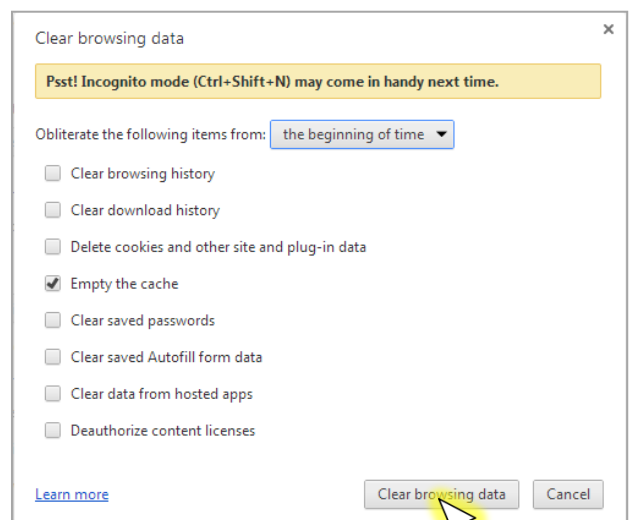 Clear browsing data
×
Psst! Incognito mode (Ctrl+Shift+N) may come in handy next time.
Obliterate the following items from: the beginning of time
Clear browsing history
Clear download history
Delete cookies and other site and plug-in data
Empty the cache
Clear saved passwords
Clear saved Autofill form data
Clear data from hosted apps
Deauthorize content licenses
Learn more Clear browsing data Cancel